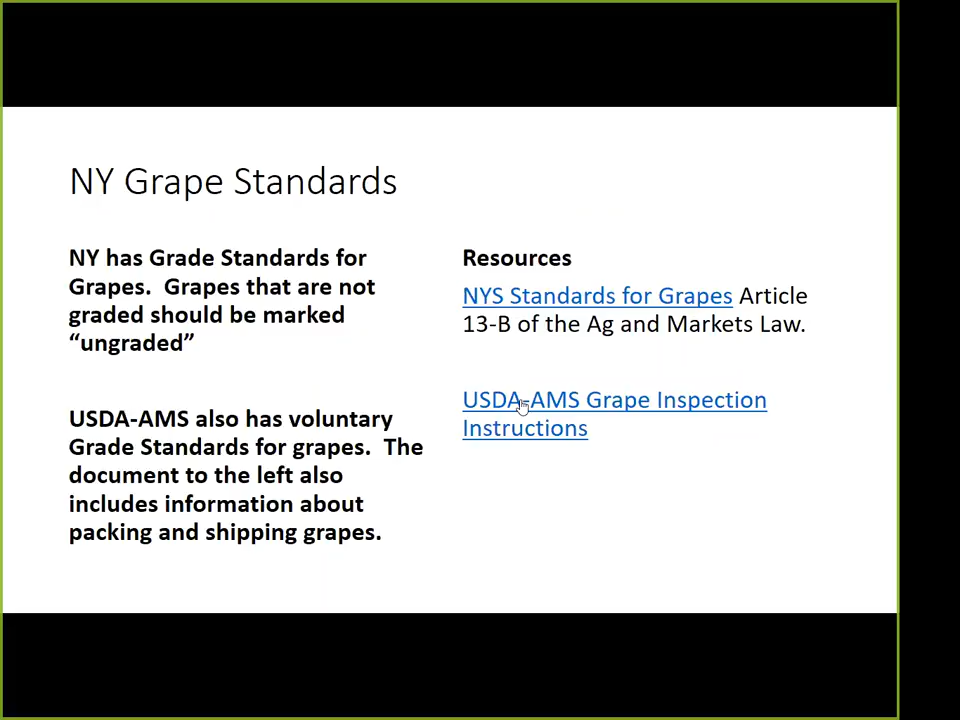 NY Grape Standards
NY has Grade Standards for
Grapes.  Grapes that are not
graded should be marked
“ungraded”
USDA-AMS also has voluntary
Grade Standards for grapes.  The
document to the left also
includes information about
packing and shipping grapes.
Resources
NYS Standards for Grapes Article
13-B of the Ag and Markets Law.
USDA-AMS Grape Inspection
Instructions